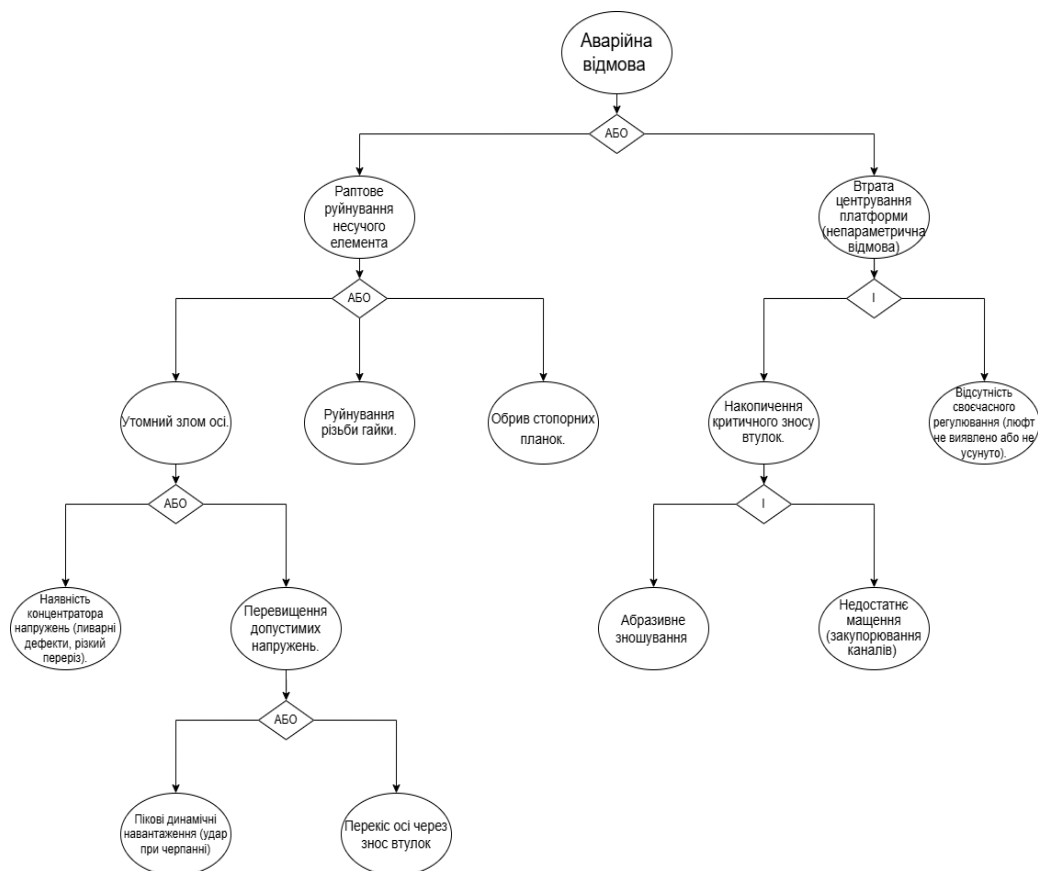 Аварійна
відмова
АБО
Раптове
руйнування
несучого
елемента
Втрата
центрування
платформи
(непараметрична
відмова)
АБО
І
Утомний злом осі.
Руйнування
різьби гайки.
Обрив стопорних
планок.
Накопичення
критичного зносу
втулок.
Відсутність
своєчасного
регулювання (люфт
не виявлено або не
усунуто).
АБО
І
Наявність
концентратора
напружень (ливарні
дефекти, різкий
переріз).
Перевищення
допустимих
напружень.
Абразивне
зношування
Недостатнє
мащення
(закупорювання
каналів)
АБО
Пікові динамічні
навантаження (удар
при черпанні)
Перекіс осі через
знос втулок